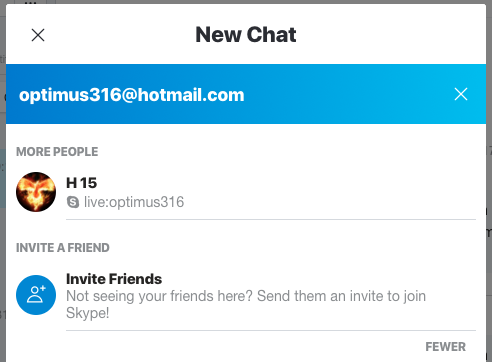 New Chat
optimus316@hotmail.com
MORE PEOPLE
H 15
live:optimus316
INVITE A FRIEND
Invite Friends
Not seeing your friends here? Send them an invite to join
Skype!
FEWER